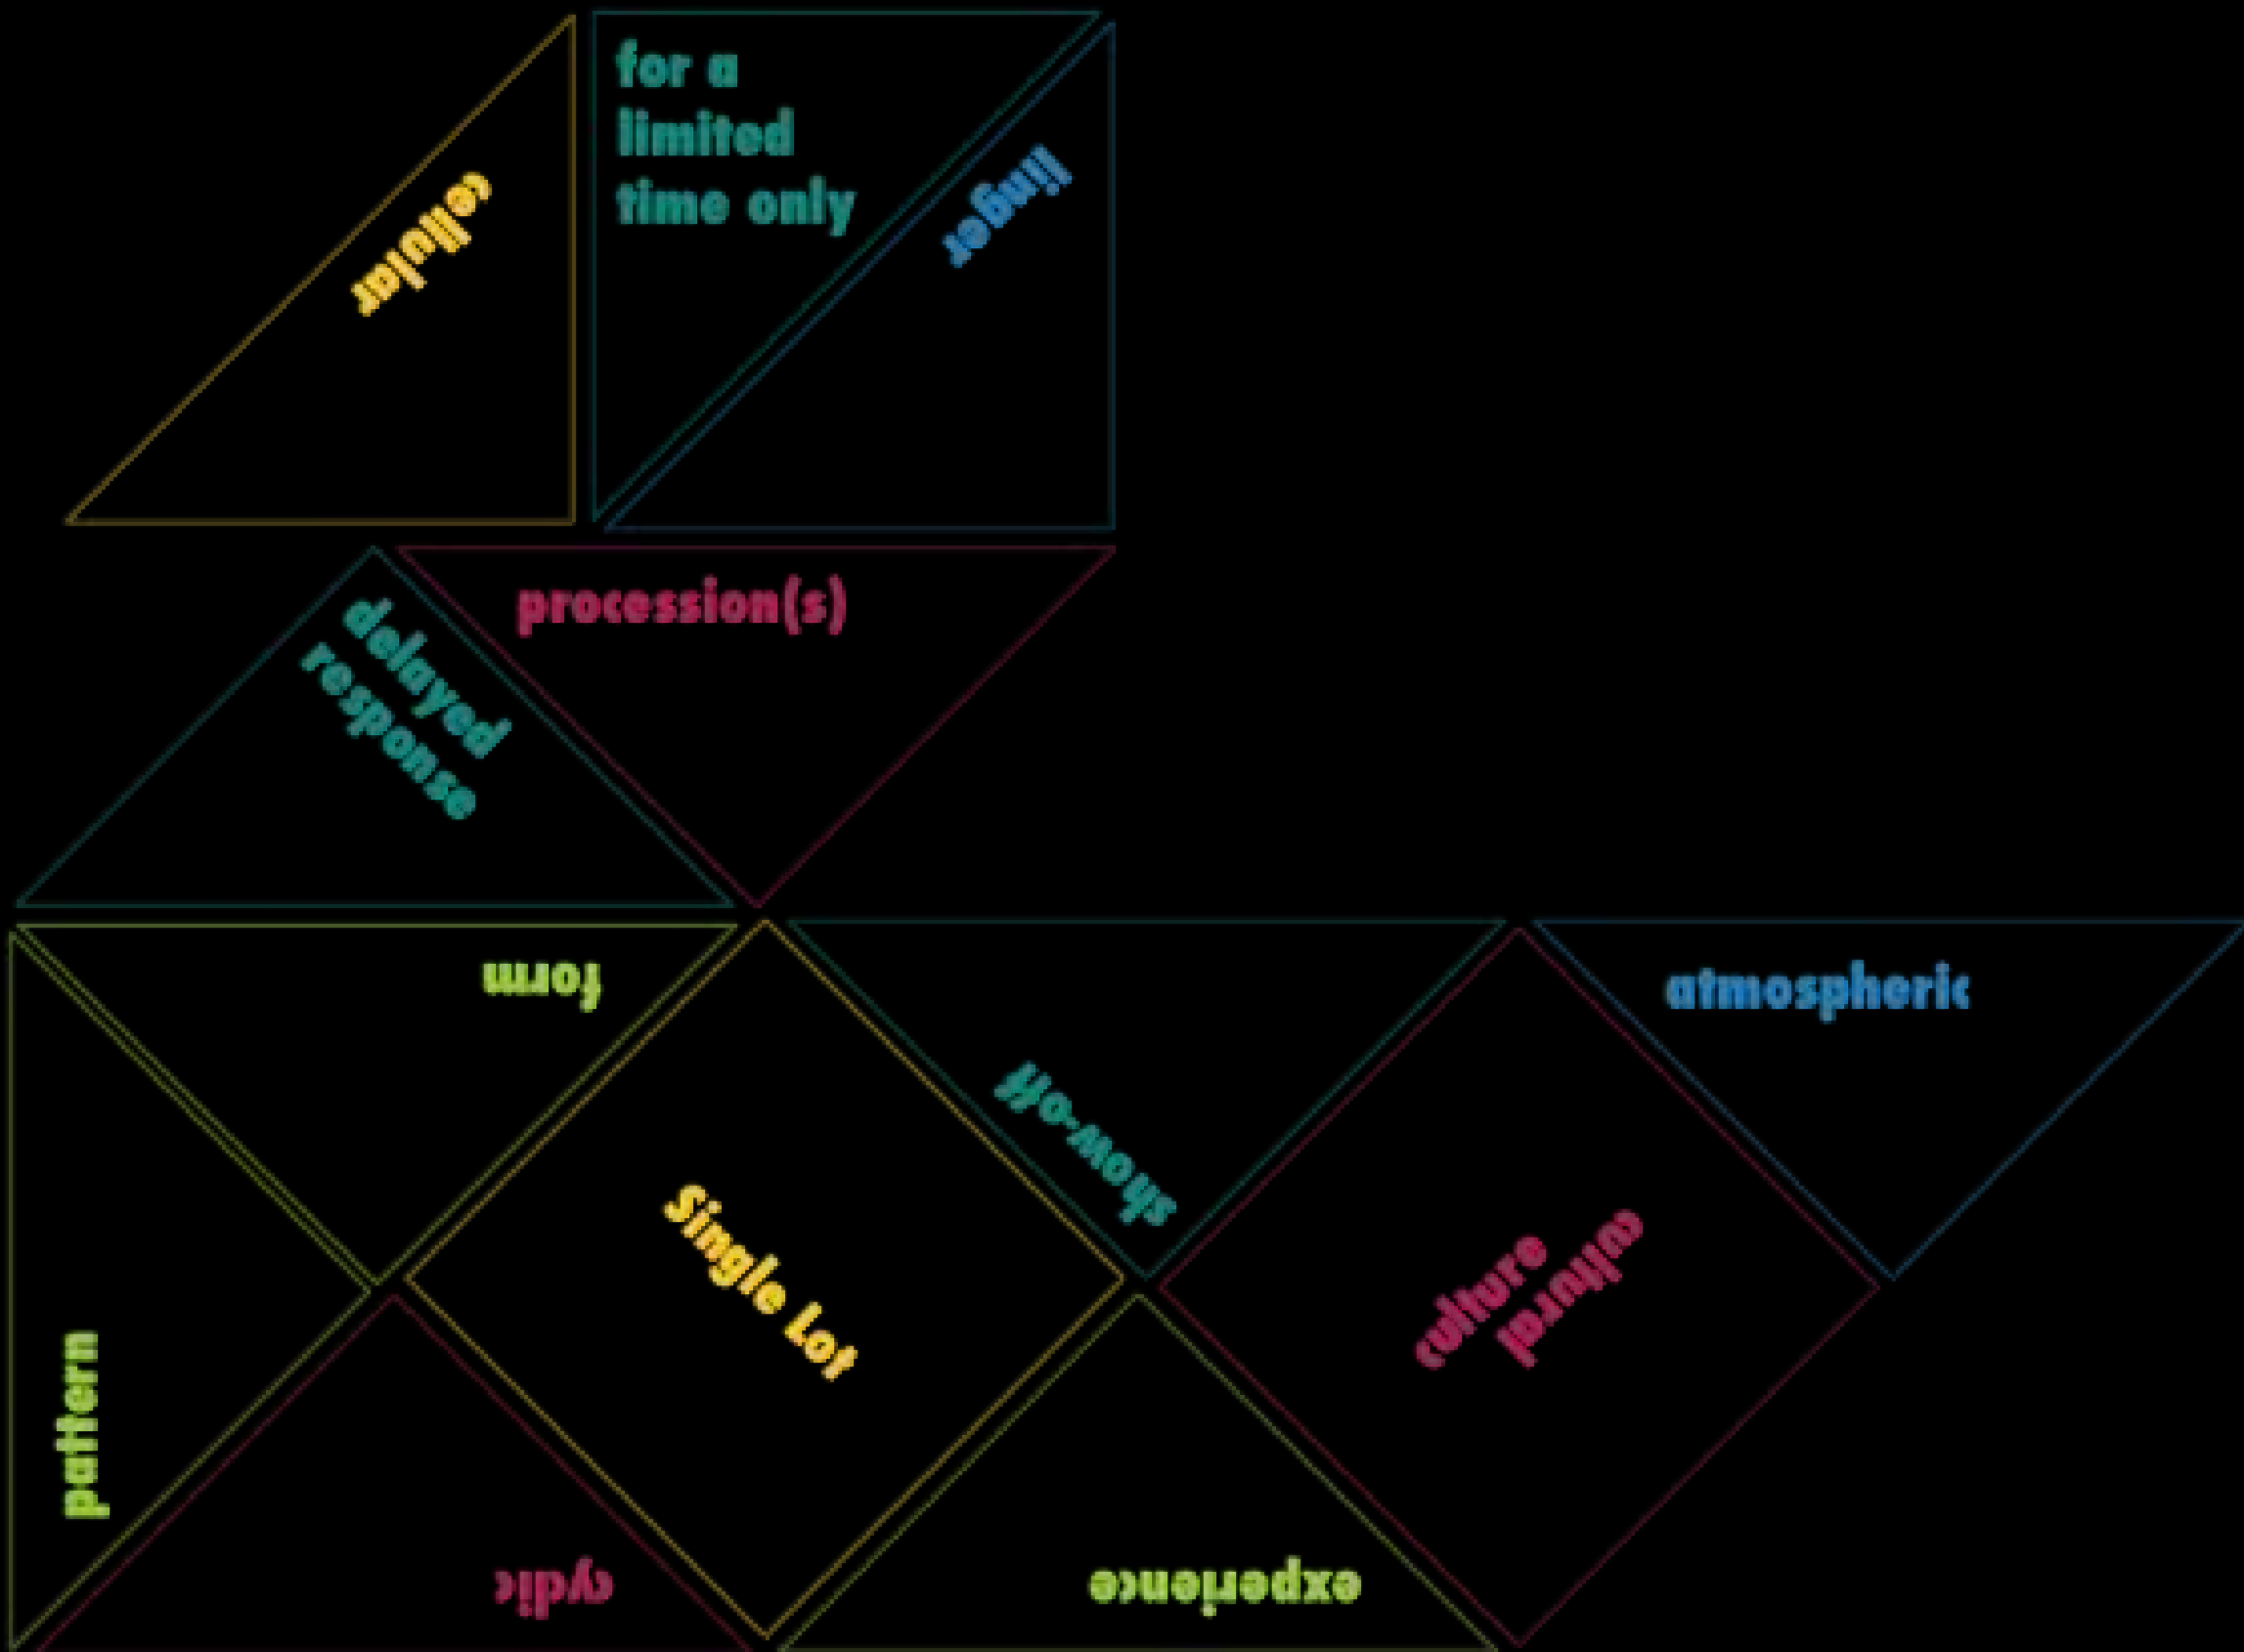 cellular
for a
limited
time only
linger
delayed
response
procession(s)
form
show-off
atmospheric
Single Lot
culture
cultural
pattern
cyclic
experience